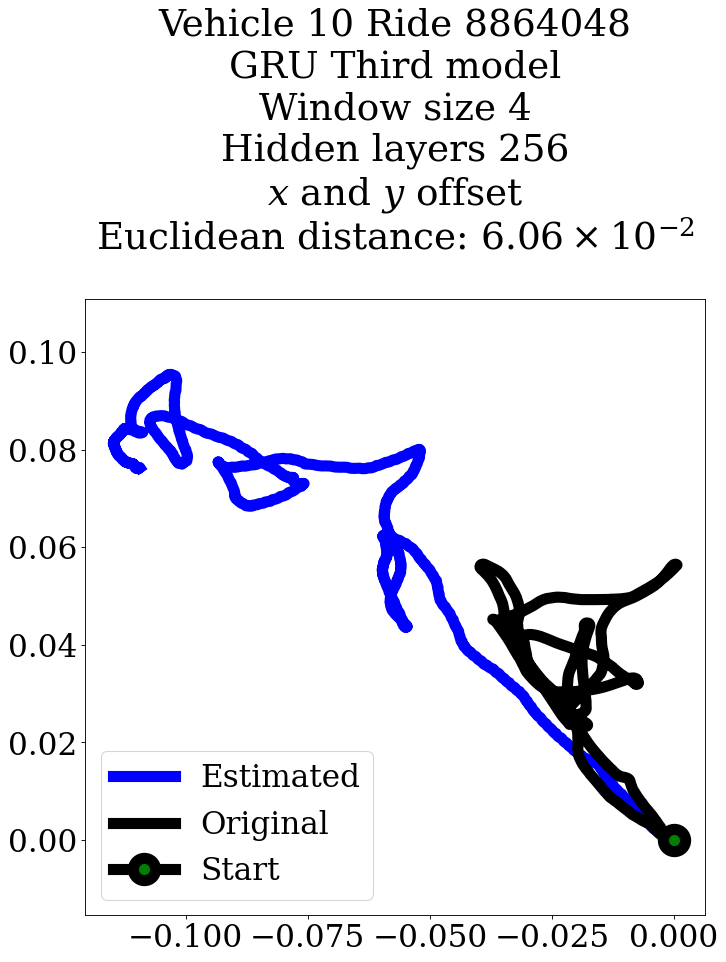 Vehicle 10 Ride 8864048
GRU Third model
Window size 4
Hidden layers 256
x and y offset
Euclidean distance: 6.06 × 10⁻²
0.10
0.08
0.06
0.04
0.02
0.00
Estimated
Original
Start
−0.100 −0.075 −0.050 −0.025 0.000